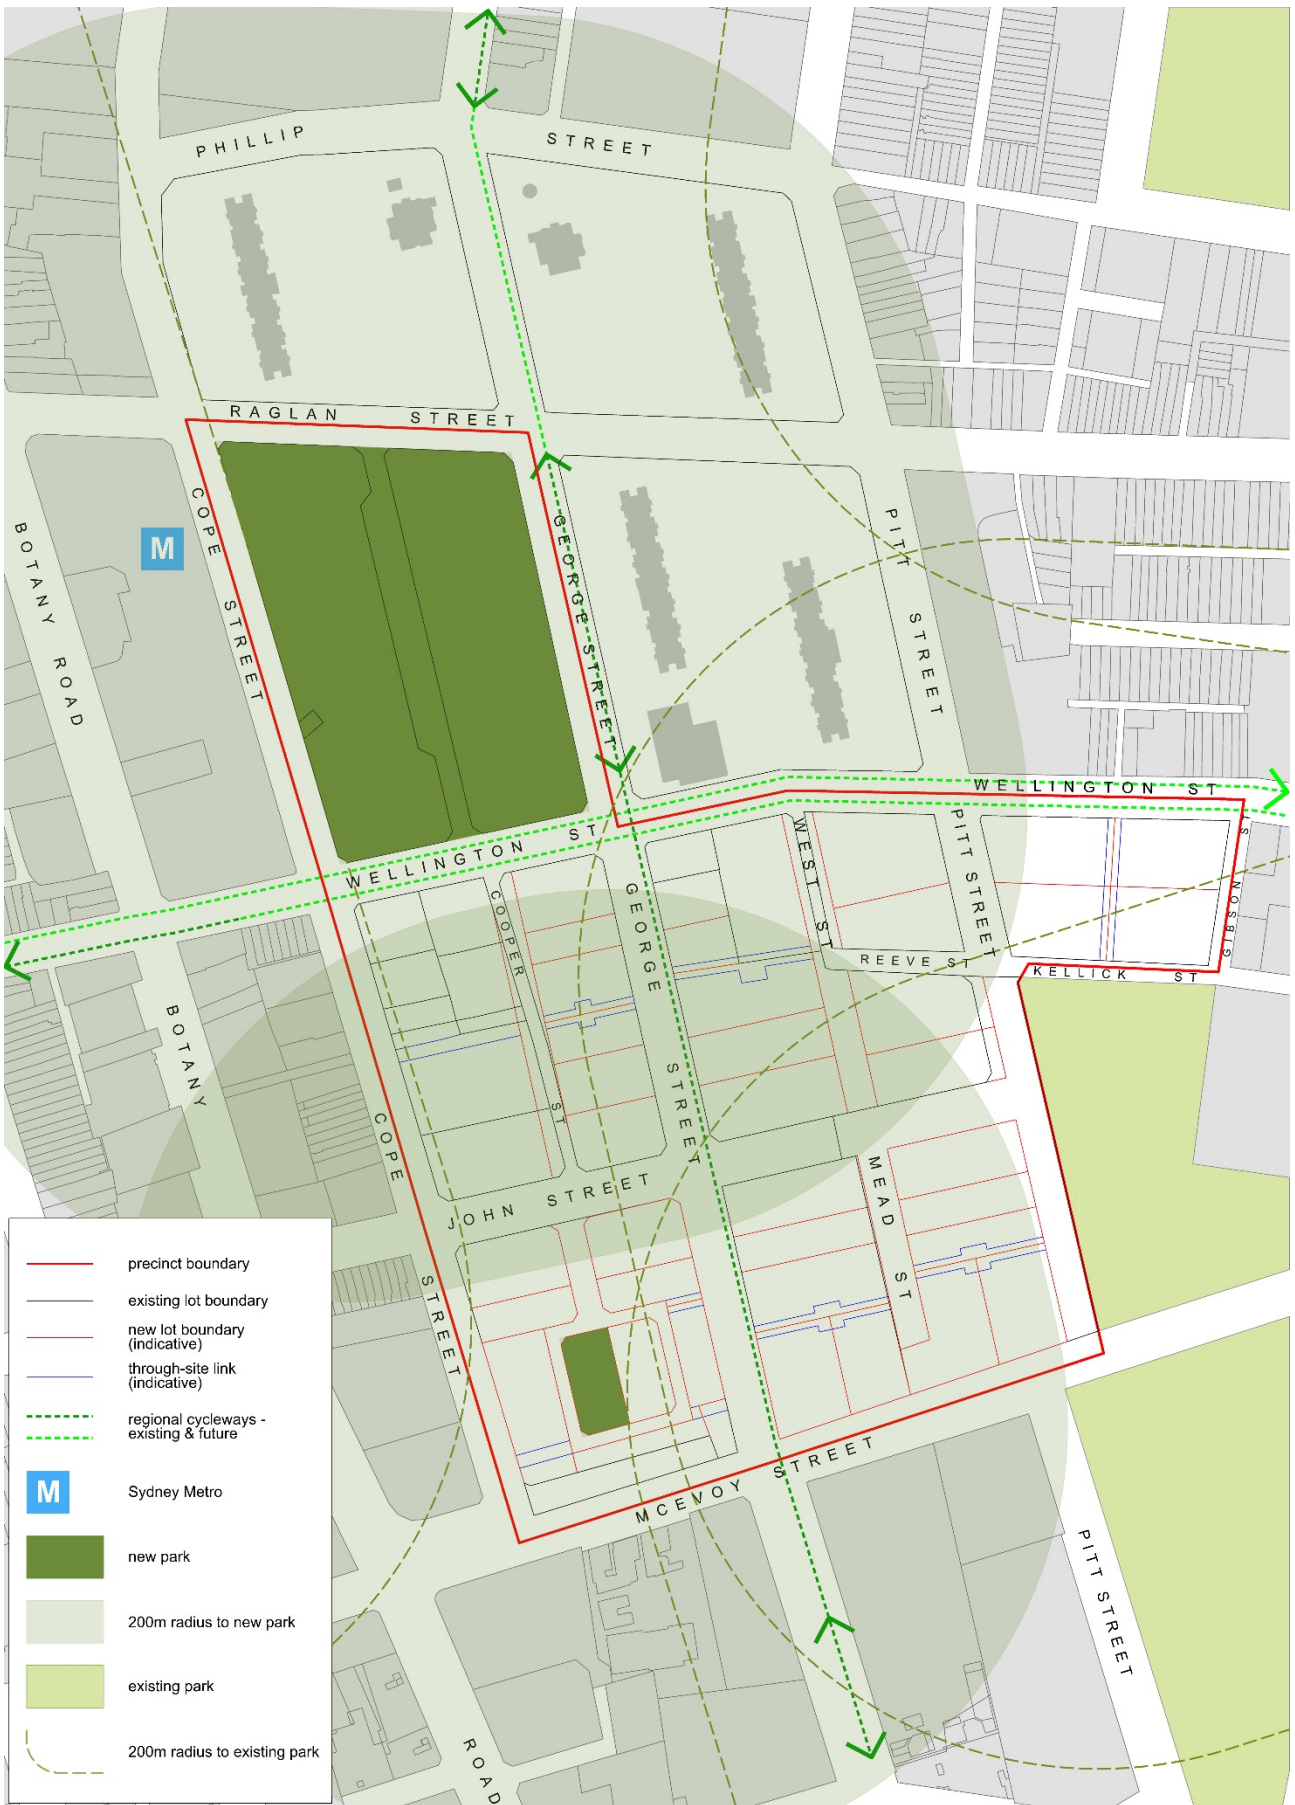 PHILLIP STREET
RAGLAN STREET
COPE STREET
M
BOTANY ROAD
GEORGE STREET
PITT STREET
WELLINGTON ST
WELLINGTON ST
COOPER ST
GEORGE STREET
WEST ST
PITT STREET
REEVE ST
KELLICK ST
GIBSON ST
BOTANY ROAD
COPE STREET
JOHN STREET
MEAD ST
MCEVOY STREET
PITT STREET
precinct boundary
existing lot boundary
new lot boundary
(indicative)
through-site link
(indicative)
regional cycleways -
existing & future
M
Sydney Metro
new park
200m radius to new park
existing park
200m radius to existing park